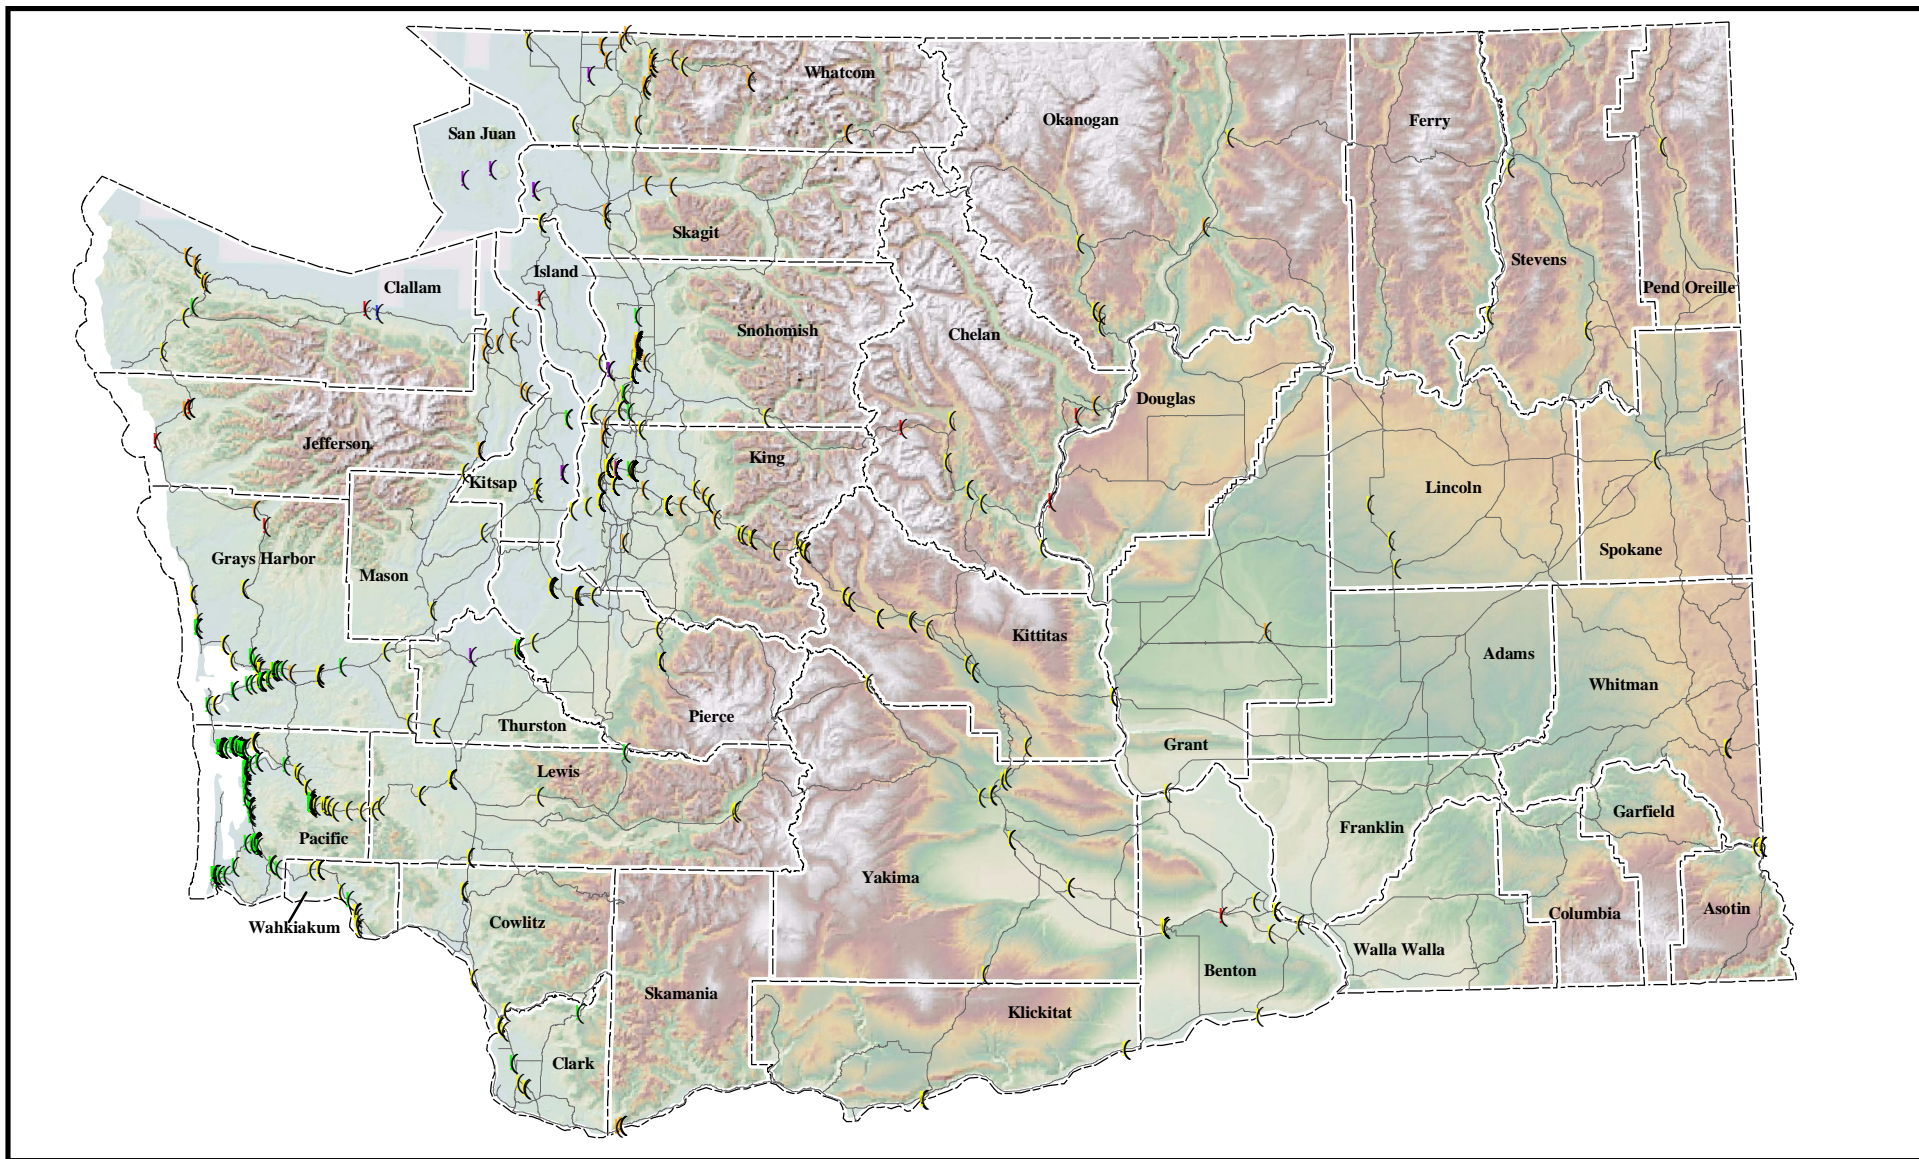 Whatcom
San Juan
Okanogan
Ferry
Skagit
Stevens
Pend Oreille
Island
Clallam
Snohomish
Chelan
Douglas
Jefferson
King
Kitsap
Lincoln
Spokane
Grays Harbor
Mason
Kittitas
Adams
Whitman
Pierce
Thurston
Grant
Lewis
Garfield
Franklin
Pacific
Yakima
Asotin
Columbia
Wahkiakum
Cowlitz
Walla Walla
Benton
Skamania
Klickitat
Clark